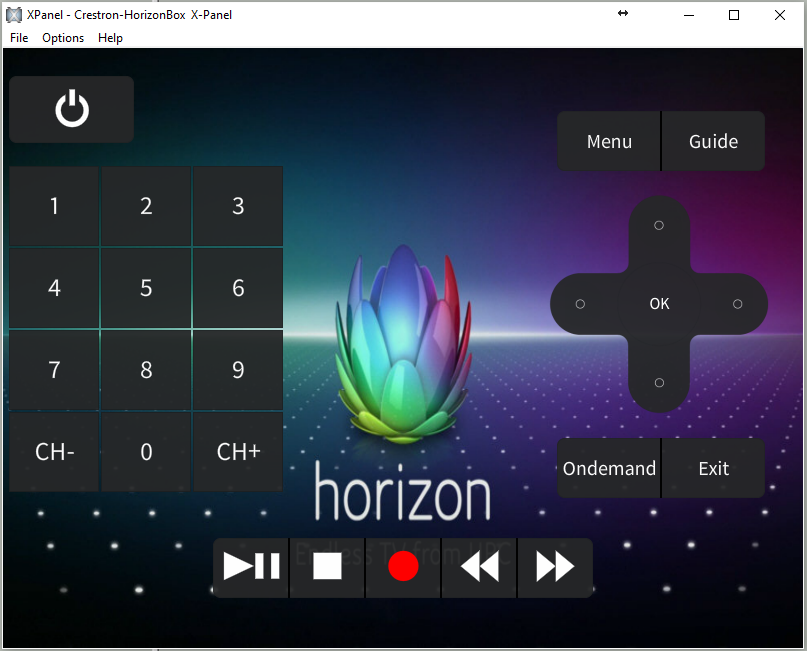 XPanel - Crestron-HorizonBox X-Panel
File Options Help
Menu Guide
1 2 3
4 5 6
OK
7 8 9
CH- 0 CH+
Ondemand Exit
horizon
Endless TV from UPC